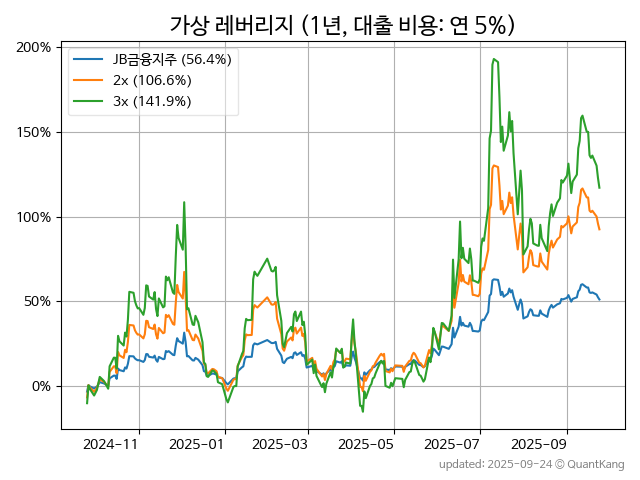 가상 레버리지 (1년, 대출 비용: 연 5%)
JB금융지주 (56.4%)
2x (106.6%)
3x (141.9%)
200%
150%
100%
50%
0%
2024-11 2025-01 2025-03 2025-05 2025-07 2025-09
updated: 2025-09-24 © QuantKang